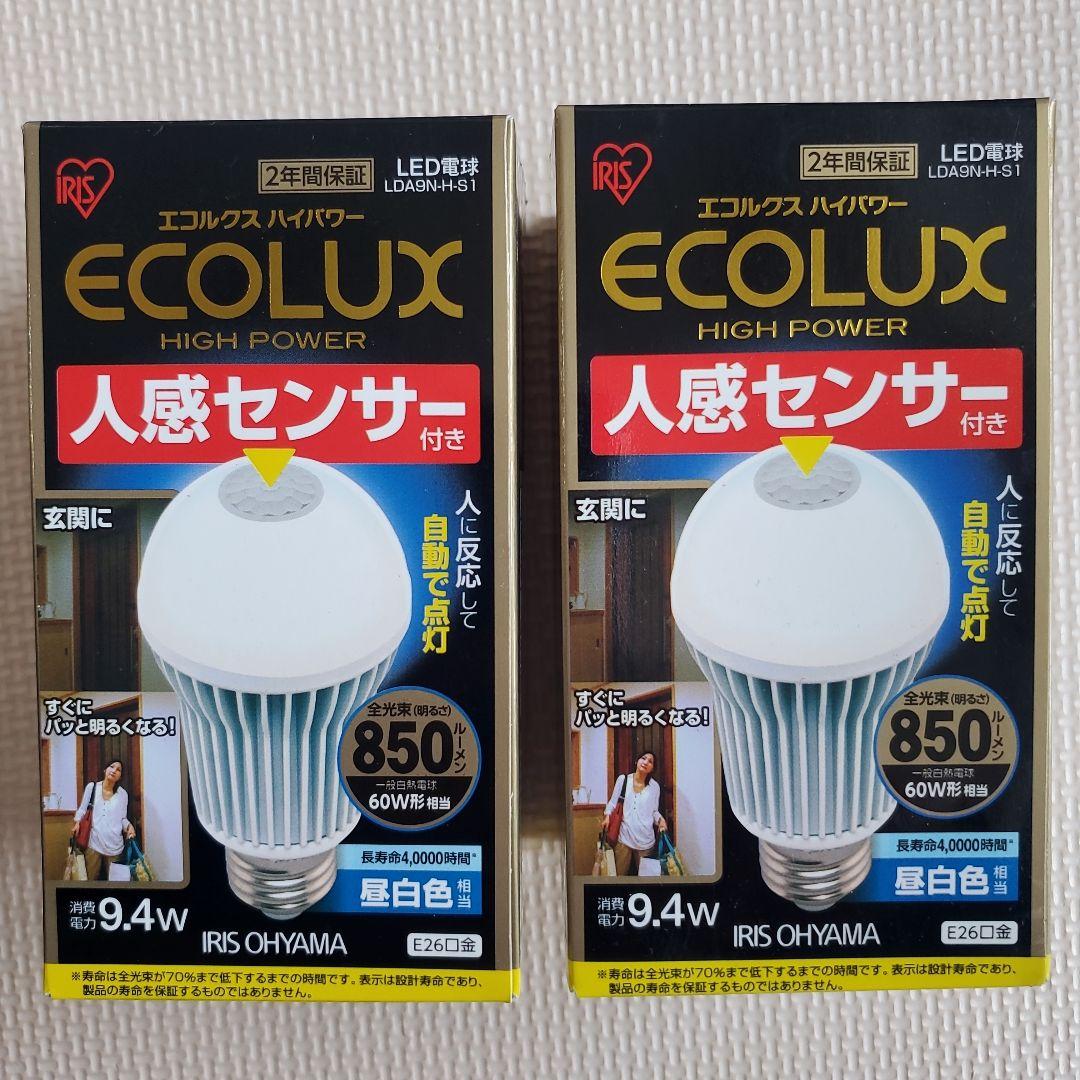 IRIS
2年間保証
LED電球
LDA9N-H-S1
エコルクス ハイパワー
ECOLUX
HIGH POWER
人感センサー付き
玄関に
人に反応して
自動で点灯
すぐに
パッと明るくなる!
全光束(明るさ)
850ルーメン
一般白熱電球
60W形相当
長寿命4,0000時間※
昼白色相当
消費電力9.4W
IRIS OHYAMA
E26口金
※寿命は全光束が70%まで低下するまでの時間です。表示は設計寿命であり、
製品の寿命を保証するものではありません。
IRIS
2年間保証
LED電球
LDA9N-H-S1
エコルクス ハイパワー
ECOLUX
HIGH POWER
人感センサー付き
玄関に
人に反応して
自動で点灯
すぐに
パッと明るくなる!
全光束(明るさ)
850ルーメン
一般白熱電球
60W形相当
長寿命4,0000時間※
昼白色相当
消費電力9.4W
IRIS OHYAMA
E26口金
※寿命は全光束が70%まで低下するまでの時間です。表示は設計寿命であり、
製品の寿命を保証するものではありません。